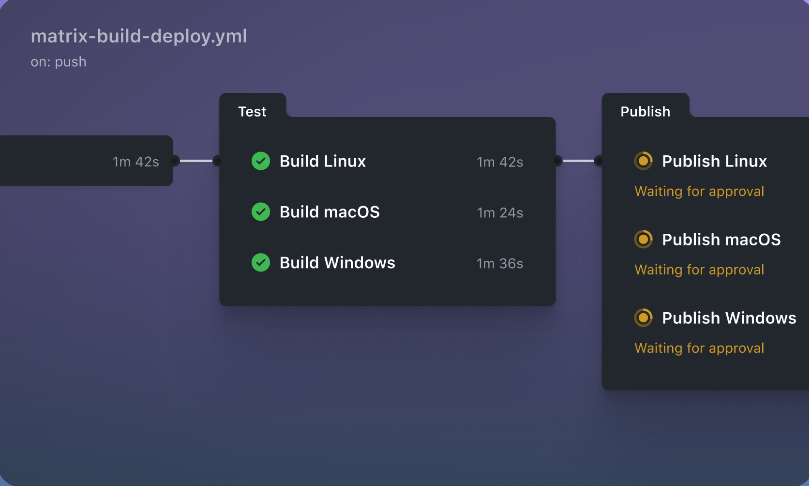 matrix-build-deploy.yml
on: push
1m 42s
Test
Build Linux 1m 42s
Build macOS 1m 24s
Build Windows 1m 36s
Publish
Publish Linux
Waiting for approval
Publish macOS
Waiting for approval
Publish Windows
Waiting for approval